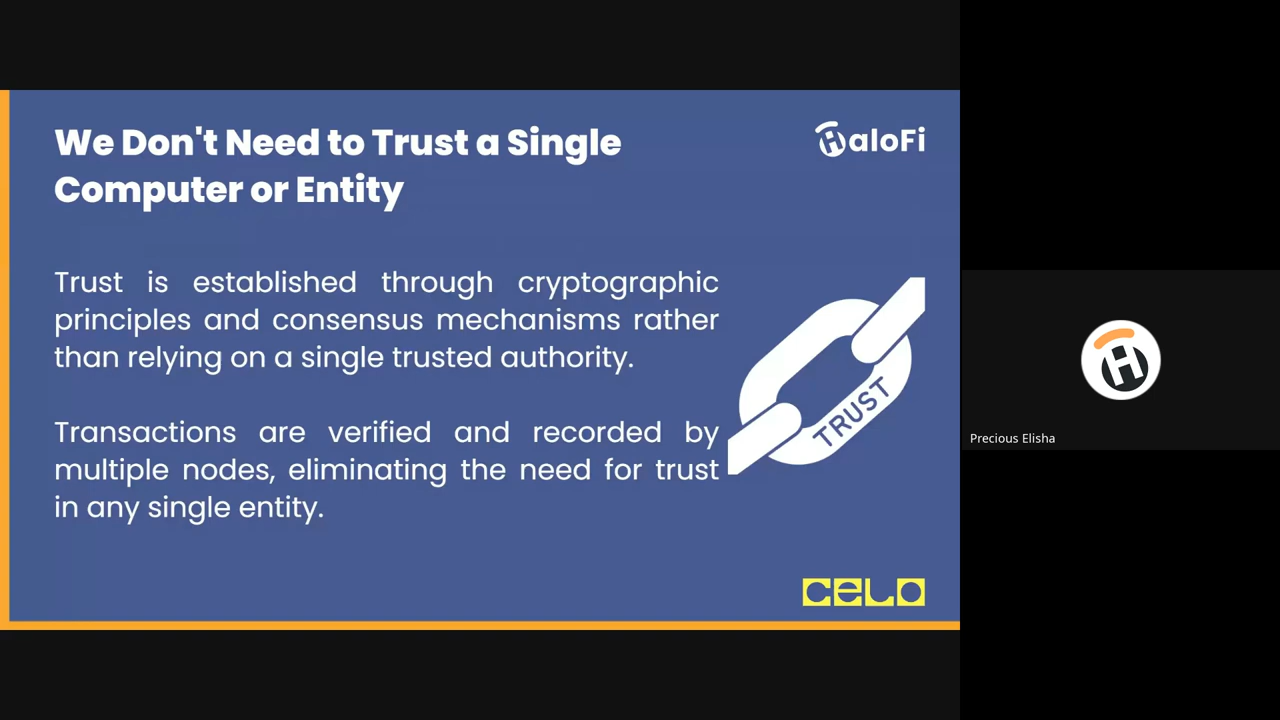 We Don't Need to Trust a Single
Computer or Entity
HaloFi
Trust is established through cryptographic
principles and consensus mechanisms rather
than relying on a single trusted authority.
Transactions are verified and recorded by
multiple nodes, eliminating the need for trust
in any single entity.
TRUST
CELO
H
Precious Elisha